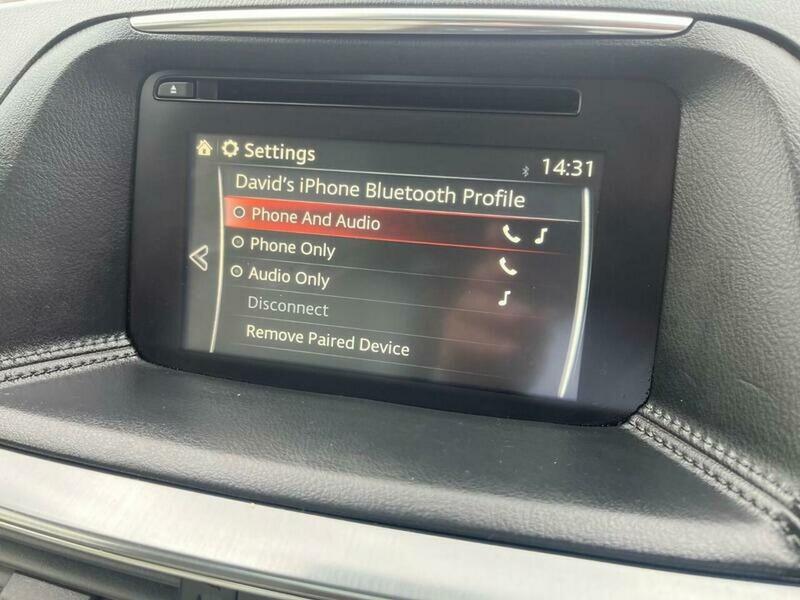 Settings
14:31
David's iPhone Bluetooth Profile
Phone And Audio
Phone Only
Audio Only
Disconnect
Remove Paired Device